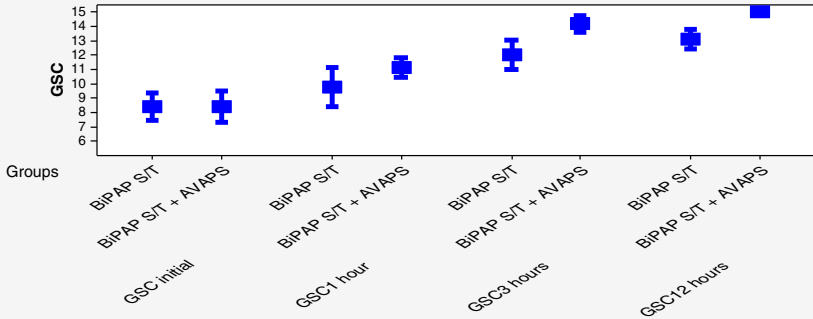 GSC
15
14
13
12
11
10
9
8
7
6
Groups
BiPAP S/T
BiPAP S/T + AVAPS
BiPAP S/T
BiPAP S/T + AVAPS
BiPAP S/T
BiPAP S/T + AVAPS
BiPAP S/T
BiPAP S/T + AVAPS
GSC initial
GSC1 hour
GSC3 hours
GSC12 hours